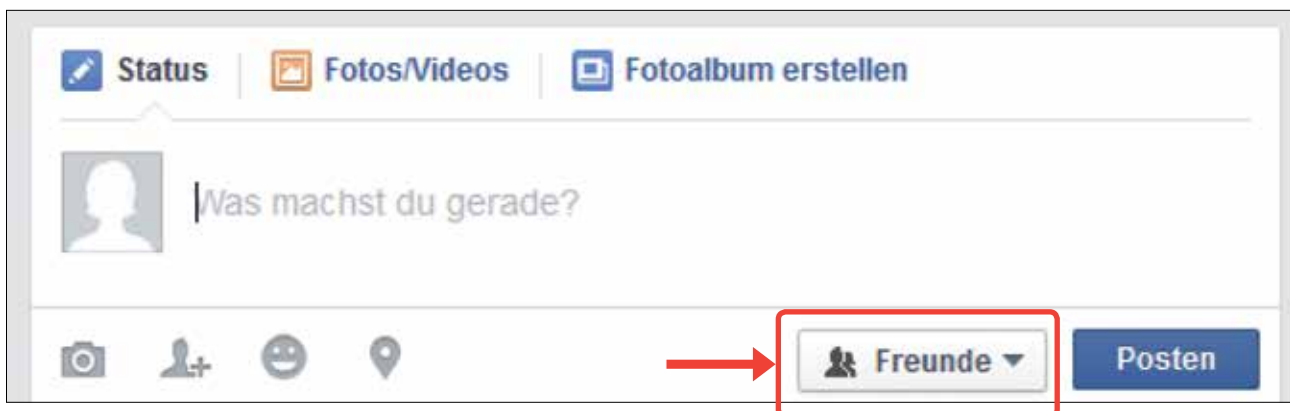 Status Fotos/Videos Fotoalbum erstellen
Was machst du gerade?
Freunde Posten